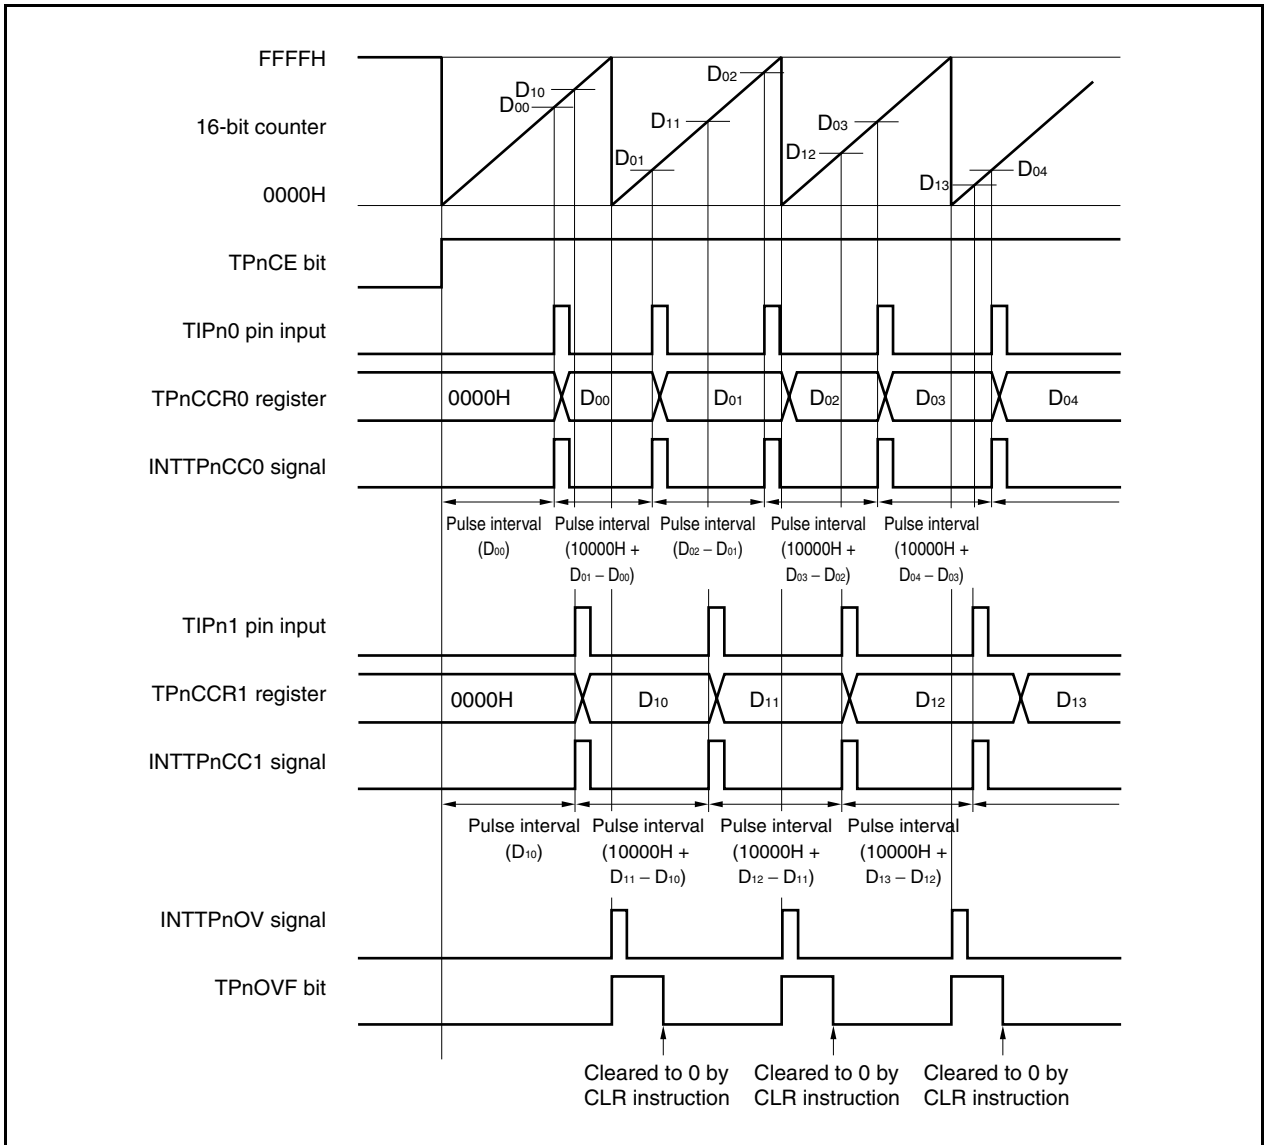 FFFFH
D02
D10
D00
16-bit counter
D11
D03
D12
D01
D04
D13
0000H
TPnCE bit
TIPn0 pin input
TPnCCR0 register
0000H
D00
D01
D02
D03
D04
INTTPnCC0 signal
Pulse interval
(D00)
Pulse interval
(10000H +
D01 – D00)
Pulse interval
(D02 – D01)
Pulse interval
(10000H +
D03 – D02)
Pulse interval
(10000H +
D04 – D03)
TIPn1 pin input
TPnCCR1 register
0000H
D10
D11
D12
D13
INTTPnCC1 signal
Pulse interval
(D10)
Pulse interval
(10000H +
D11 – D10)
Pulse interval
(10000H +
D12 – D11)
Pulse interval
(10000H +
D13 – D12)
INTTPnOV signal
TPnOVF bit
Cleared to 0 by
CLR instruction
Cleared to 0 by
CLR instruction
Cleared to 0 by
CLR instruction